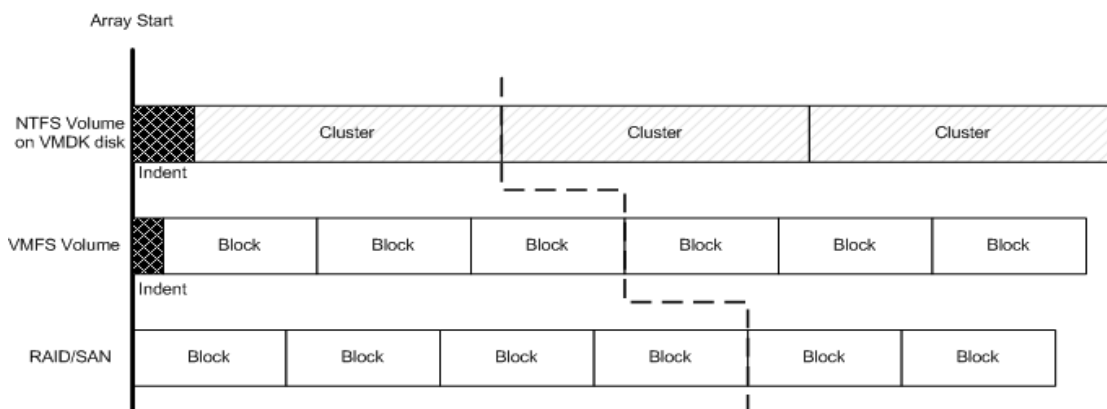 Array Start
NTFS Volume
on VMDK disk
Cluster Cluster Cluster
Indent
VMFS Volume
Block Block Block Block Block Block
Indent
RAID/SAN
Block Block Block Block Block Block